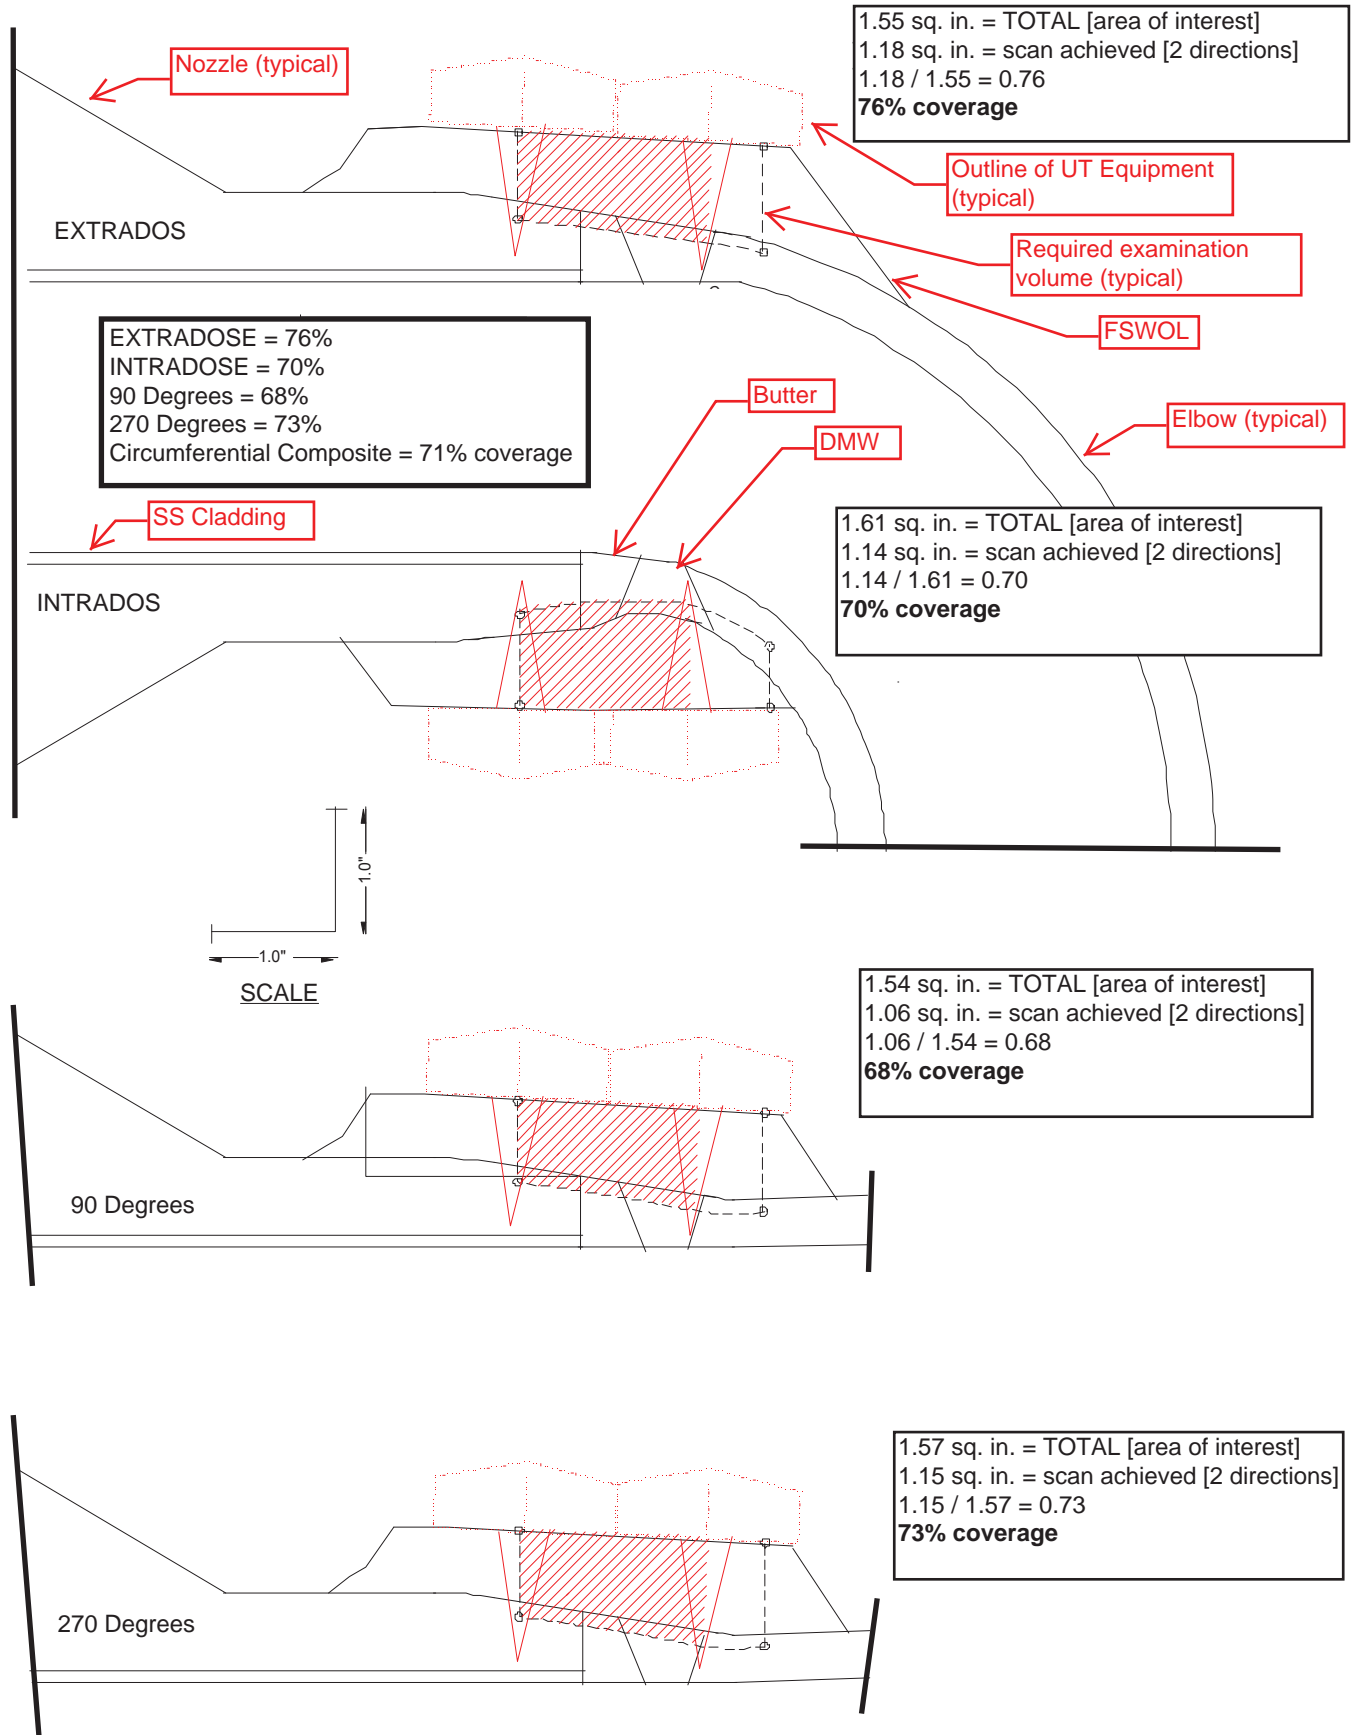 1.55 sq. in. = TOTAL [area of interest]
1.18 sq. in. = scan achieved [2 directions]
1.18 / 1.55 = 0.76
76% coverage
Nozzle (typical)
Outline of UT Equipment
(typical)
EXTRADOS
Required examination
volume (typical)
FSWOL
EXTRADOSE = 76%
INTRADOSE = 70%
90 Degrees = 68%
270 Degrees = 73%
Circumferential Composite = 71% coverage
Butter
DMW
Elbow (typical)
SS Cladding
1.61 sq. in. = TOTAL [area of interest]
1.14 sq. in. = scan achieved [2 directions]
1.14 / 1.61 = 0.70
70% coverage
INTRADOS
1.0"
1.0"
SCALE
1.54 sq. in. = TOTAL [area of interest]
1.06 sq. in. = scan achieved [2 directions]
1.06 / 1.54 = 0.68
68% coverage
90 Degrees
1.57 sq. in. = TOTAL [area of interest]
1.15 sq. in. = scan achieved [2 directions]
1.15 / 1.57 = 0.73
73% coverage
270 Degrees